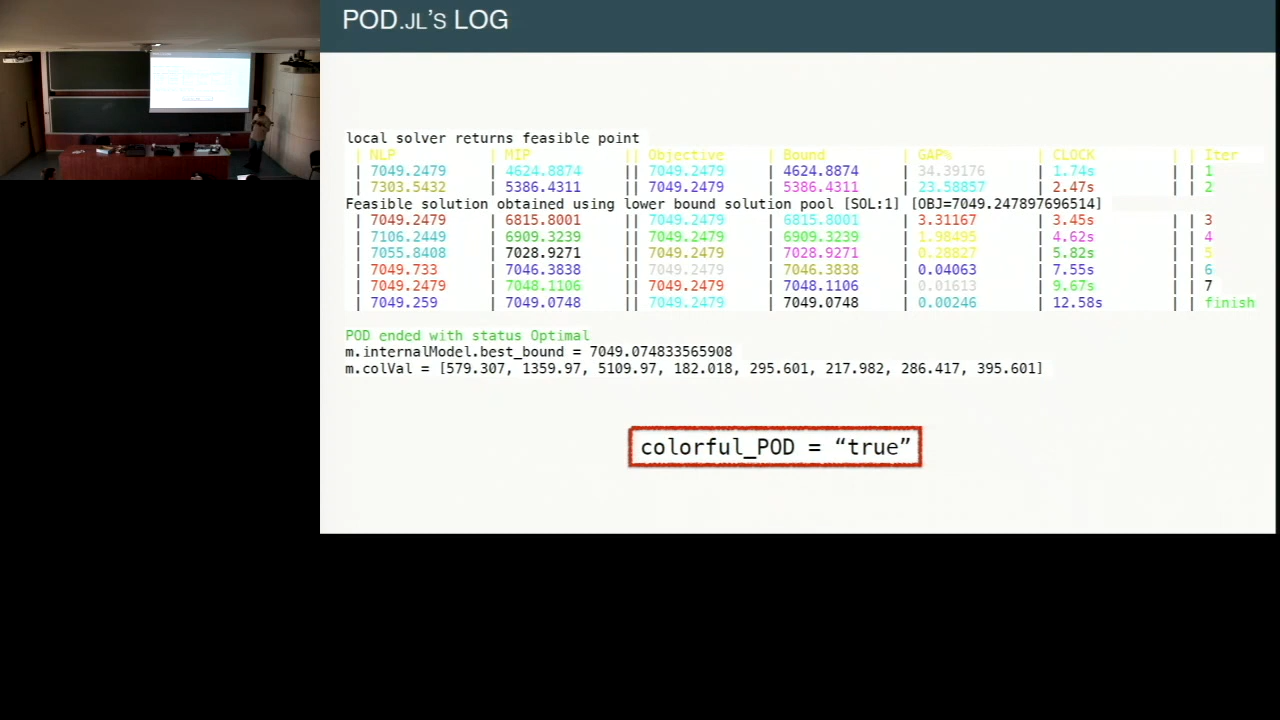 POD.JL'S LOG
local solver returns feasible point
| NLP | MIP || Objective | Bound | GAP% | CLOCK | | Iter
| 7049.2479 | 4624.8874 || 7049.2479 | 4624.8874 | 34.39176 | 1.74s | | 1
| 7303.5432 | 5386.4311 || 7049.2479 | 5386.4311 | 23.58857 | 2.47s | | 2
Feasible solution obtained using lower bound solution pool [SOL:1] [OBJ=7049.247897696514]
| 7049.2479 | 6815.8001 || 7049.2479 | 6815.8001 | 3.31167 | 3.45s | | 3
| 7106.2449 | 6909.3239 || 7049.2479 | 6909.3239 | 1.98495 | 4.62s | | 4
| 7055.8408 | 7028.9271 || 7049.2479 | 7028.9271 | 0.28827 | 5.82s | | 5
| 7049.733 | 7046.3838 || 7049.2479 | 7046.3838 | 0.04063 | 7.55s | | 6
| 7049.2479 | 7048.1106 || 7049.2479 | 7048.1106 | 0.01613 | 9.67s | | 7
| 7049.259 | 7049.0748 || 7049.2479 | 7049.0748 | 0.00246 | 12.58s | | finish
POD ended with status Optimal
m.internalModel.best_bound = 7049.074833565908
m.colVal = [579.307, 1359.97, 5109.97, 182.018, 295.601, 217.982, 286.417, 395.601]
colorful_POD = “true”